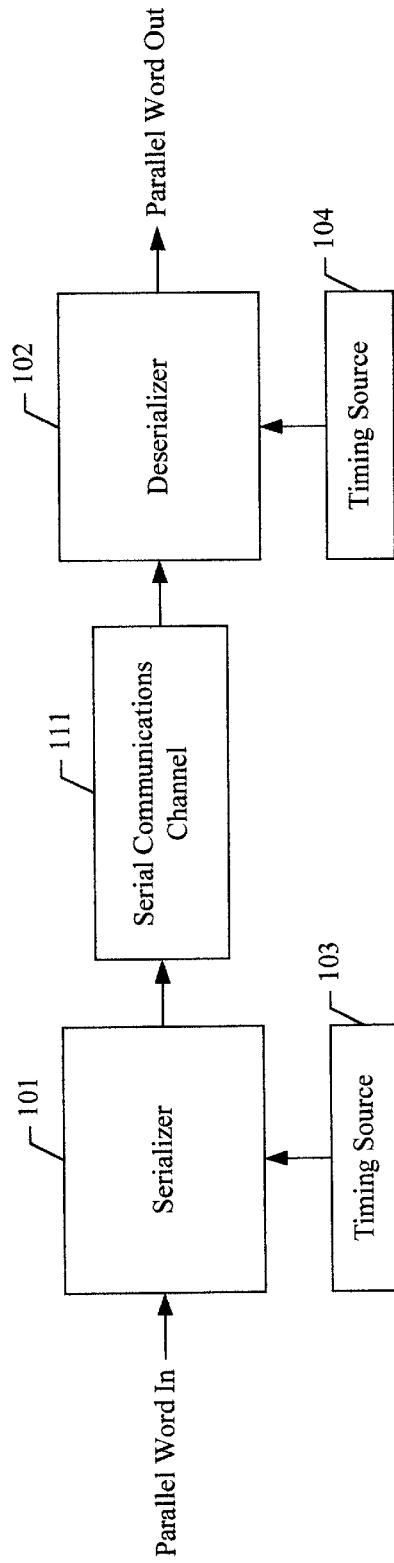 Parallel Word In
101
Serializer
103
Timing Source
111
Serial Communications
Channel
102
Deserializer
104
Timing Source
Parallel Word Out